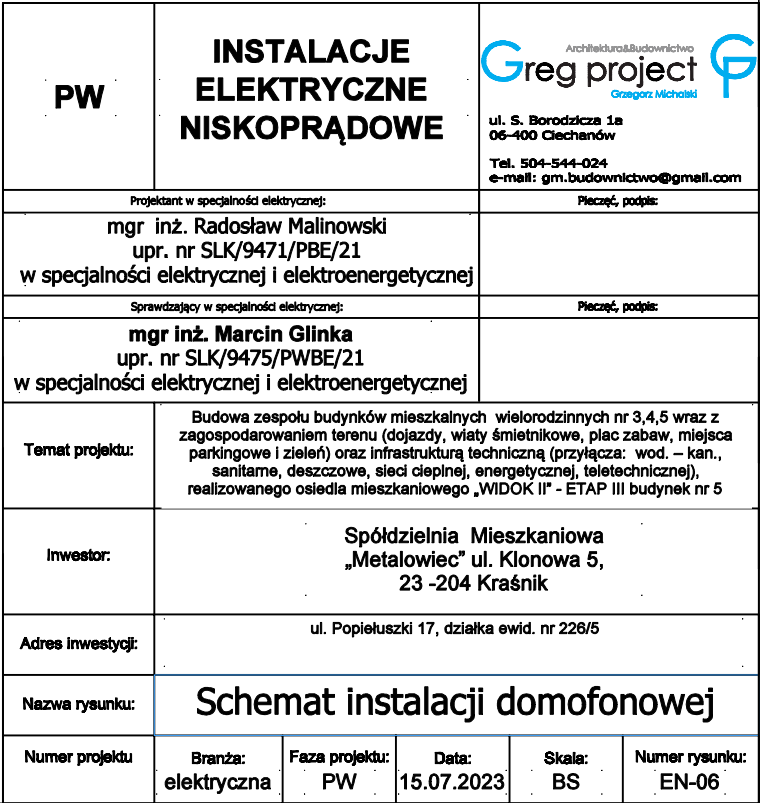 PW
INSTALACJE
ELEKTRYCZNE
NISKOPRĄDOWE
Architektura&Budownictwo
Greg project
Grzegorz Michalski
GP
ul. S. Borodzicza 1a
06-400 Ciechanów
Tel. 504-544-024
e-mail: gm.budownictwo@gmail.com
Projektant w specjalności elektrycznej:
Pieczęć, podpis:
mgr inż. Radosław Malinowski
upr. nr SLK/9471/PBE/21
w specjalności elektrycznej i elektroenergetycznej
Sprawdzający w specjalności elektrycznej:
Pieczęć, podpis:
mgr inż. Marcin Glinka
upr. nr SLK/9475/PWBE/21
w specjalności elektrycznej i elektroenergetycznej
Temat projektu:
Budowa zespołu budynków mieszkalnych wielorodzinnych nr 3,4,5 wraz z
zagospodarowaniem terenu (dojazdy, wiaty śmietnikowe, plac zabaw, miejsca
parkingowe i zieleń) oraz infrastrukturą techniczną (przyłącza: wod. – kan.,
sanitarne, deszczowe, sieci cieplnej, energetycznej, teletechnicznej),
realizowanego osiedla mieszkaniowego „WIDOK II” - ETAP III budynek nr 5
Inwestor:
Spółdzielnia Mieszkaniowa
„Metalowiec” ul. Klonowa 5,
23 -204 Kraśnik
Adres inwestycji:
ul. Popiełuszki 17, działka ewid. nr 226/5
Nazwa rysunku:
Schemat instalacji domofonowej
Numer projektu
Branża:
elektryczna
Faza projektu:
PW
Data:
15.07.2023
Skala:
BS
Numer rysunku:
EN-06